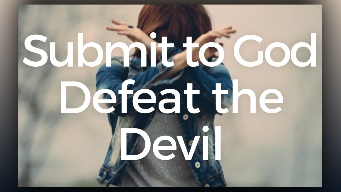 Submit to God
Defeat the
Devil